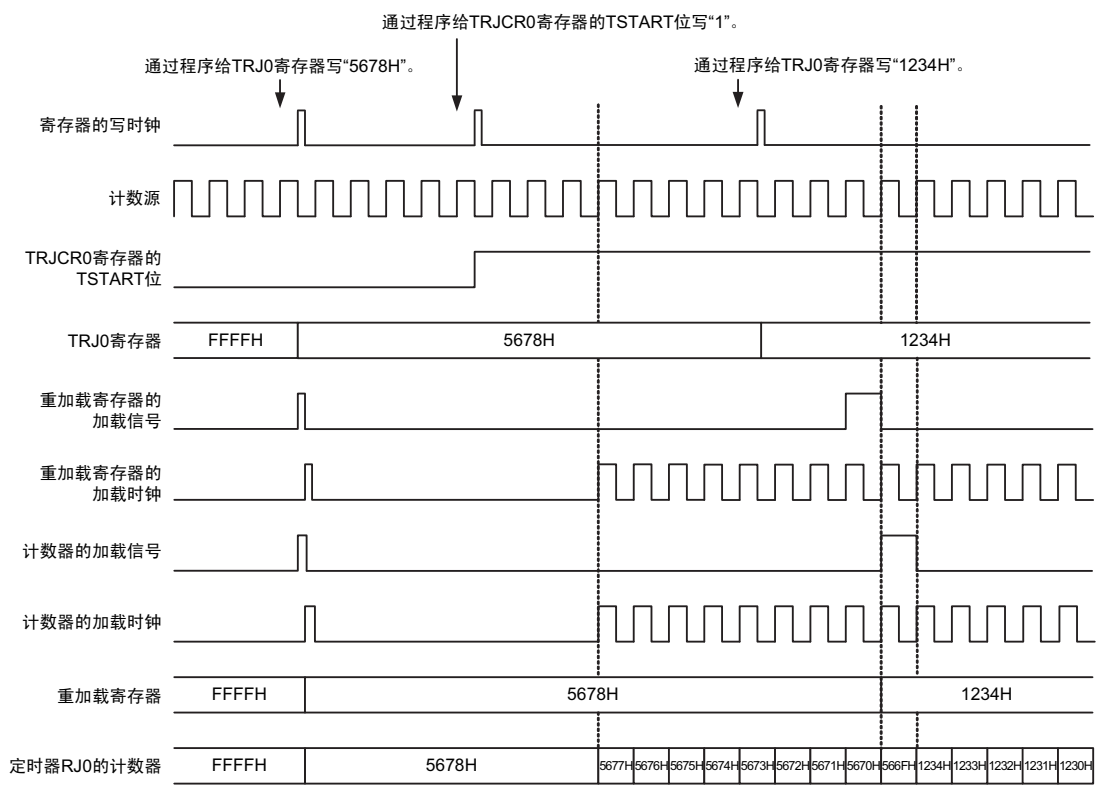 通过程序给TRJCR0寄存器的TSTART位写“1”。
通过程序给TRJ0寄存器写“5678H”。
通过程序给TRJ0寄存器写“1234H”。
寄存器的写时钟
计数源
TRJCR0寄存器的
TSTART位
TRJ0寄存器
FFFFH
5678H
1234H
重加载寄存器的
加载信号
重加载寄存器的
加载时钟
计数器的加载信号
计数器的加载时钟
重加载寄存器
FFFFH
5678H
1234H
定时器RJ0的计数器
FFFFH
5678H
5677H
5676H
5675H
5674H
5673H
5672H
5671H
5670H
566FH
1234H
1233H
1232H
1231H
1230H